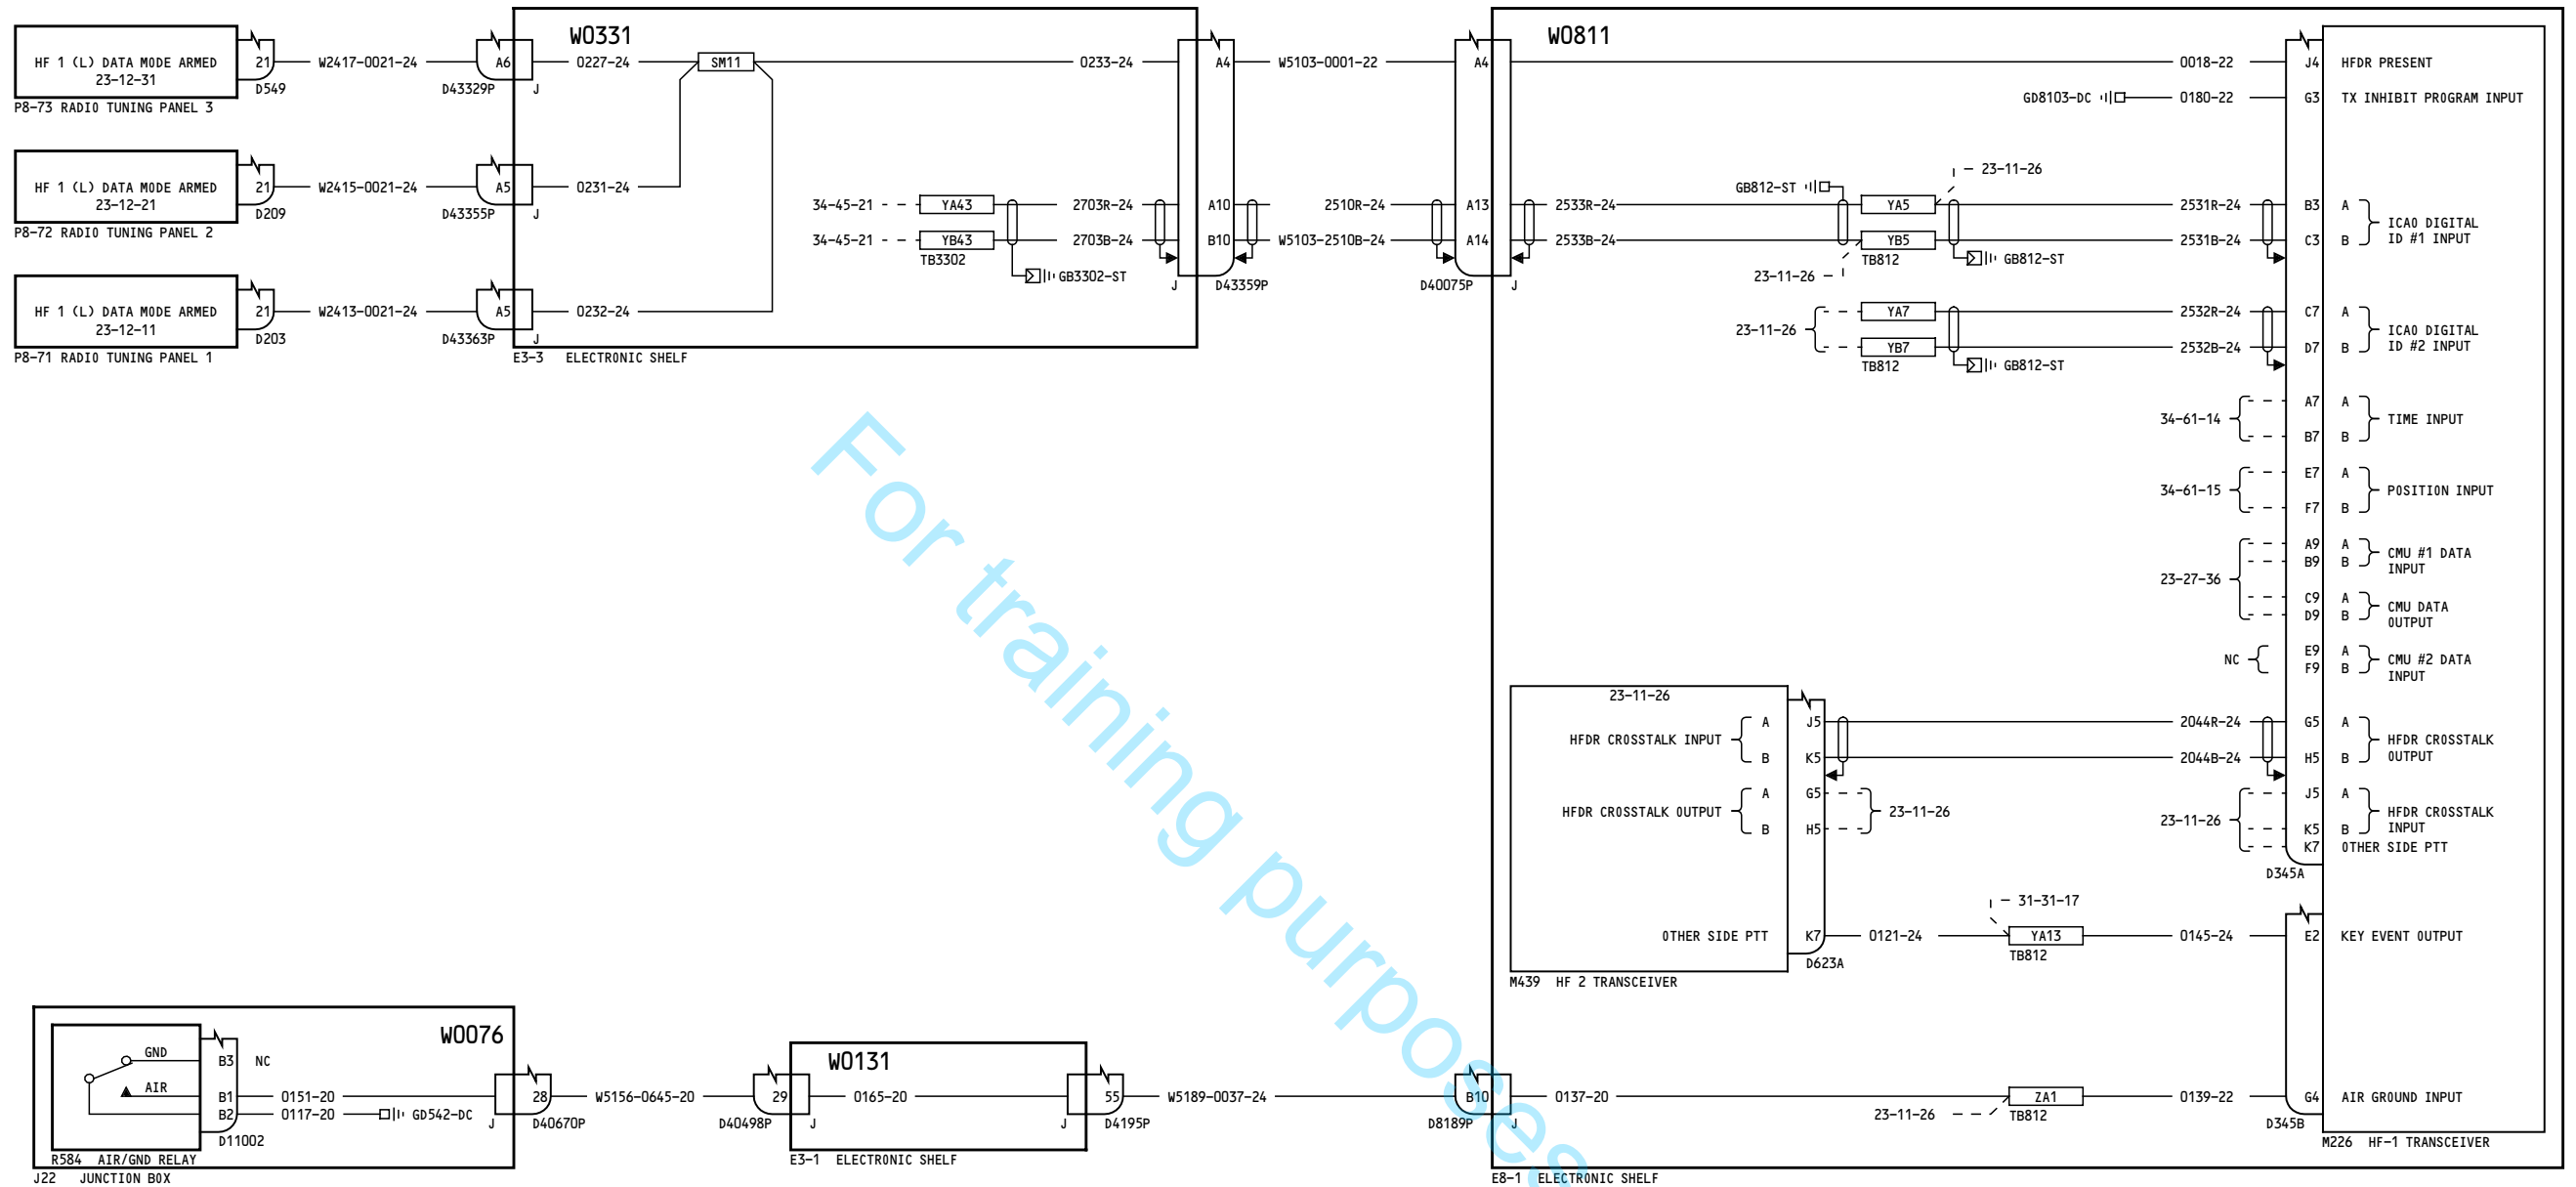 W0331
HF 1 (L) DATA MODE ARMED
23-12-31
21
D549
P8-73 RADIO TUNING PANEL 3
W2417-0021-24
A6
D43329P
J
0227-24
SM11
0233-24
A4
W5103-0001-22
A4
HF 1 (L) DATA MODE ARMED
23-12-21
21
D209
P8-72 RADIO TUNING PANEL 2
W2415-0021-24
A5
D43355P
J
0231-24
34-45-21
YA43
2703R-24
A10
2510R-24
A13
34-45-21
YB43
2703B-24
B10
W5103-2510B-24
A14
TB3302
GB3302-ST
J
D43359P
D40075P
J
HF 1 (L) DATA MODE ARMED
23-12-11
21
D203
P8-71 RADIO TUNING PANEL 1
W2413-0021-24
A5
D43363P
J
0232-24
E3-3 ELECTRONIC SHELF
W0811
0018-22
J4
HFDR PRESENT
GD8103-DC
0180-22
G3
TX INHIBIT PROGRAM INPUT
23-11-26
GB812-ST
2533R-24
YA5
2531R-24
B3
A
2533B-24
YB5
2531B-24
C3
B
ICAO DIGITAL
ID #1 INPUT
TB812
GB812-ST
23-11-26
23-11-26
YA7
2532R-24
C7
A
YB7
2532B-24
D7
B
ICAO DIGITAL
ID #2 INPUT
TB812
GB812-ST
34-61-14
A7
A
B7
B
TIME INPUT
34-61-15
E7
A
F7
B
POSITION INPUT
23-27-36
A9
A
B9
B
CMU #1 DATA
INPUT
C9
A
D9
B
CMU DATA
OUTPUT
NC
E9
A
F9
B
CMU #2 DATA
INPUT
23-11-26
HFDR CROSSTALK INPUT
A
J5
B
K5
2044R-24
G5
A
2044B-24
H5
B
HFDR CROSSTALK
OUTPUT
HFDR CROSSTALK OUTPUT
A
G5
B
H5
23-11-26
23-11-26
J5
A
K5
B
HFDR CROSSTALK
INPUT
K7
OTHER SIDE PTT
D345A
31-31-17
OTHER SIDE PTT
K7
0121-24
YA13
0145-24
E2
KEY EVENT OUTPUT
TB812
D623A
M439 HF 2 TRANSCEIVER
W0076
GND
B3
NC
AIR
B1
0151-20
B2
0117-20
GD542-DC
D11002
R584 AIR/GND RELAY
J22 JUNCTION BOX
28
J
D40670P
W5156-0645-20
W0131
29
D40498P
J
0165-20
55
J
D4195P
E3-1 ELECTRONIC SHELF
W5189-0037-24
B10
D8189P
J
0137-20
ZA1
0139-22
G4
AIR GROUND INPUT
23-11-26
TB812
D345B
M226 HF-1 TRANSCEIVER
E8-1 ELECTRONIC SHELF
For training purposes